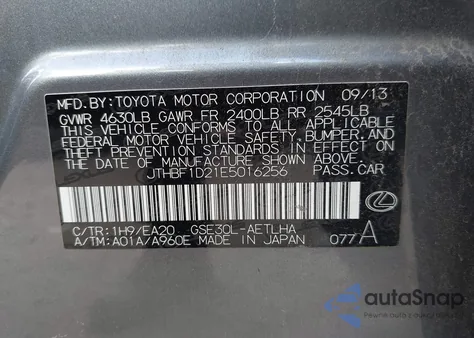 MFD.BY:TOYOTA MOTOR CORPORATION 09/13
GVWR 4630LB GAWR FR 2400LB RR 2545LB
THIS VEHICLE CONFORMS TO ALL APPLICABLE
FEDERAL MOTOR VEHICLE SAFETY, BUMPER, AND
THEFT PREVENTION STANDARDS IN EFFECT ON
THE DATE OF MANUFACTURE SHOWN ABOVE.
JTHBF1D21E5016256 PASS.CAR
C/TR:1H9/EA20 GSE30L-AETLHA
A/TM:A01A/A960E MADE IN JAPAN 077A
autoSnap